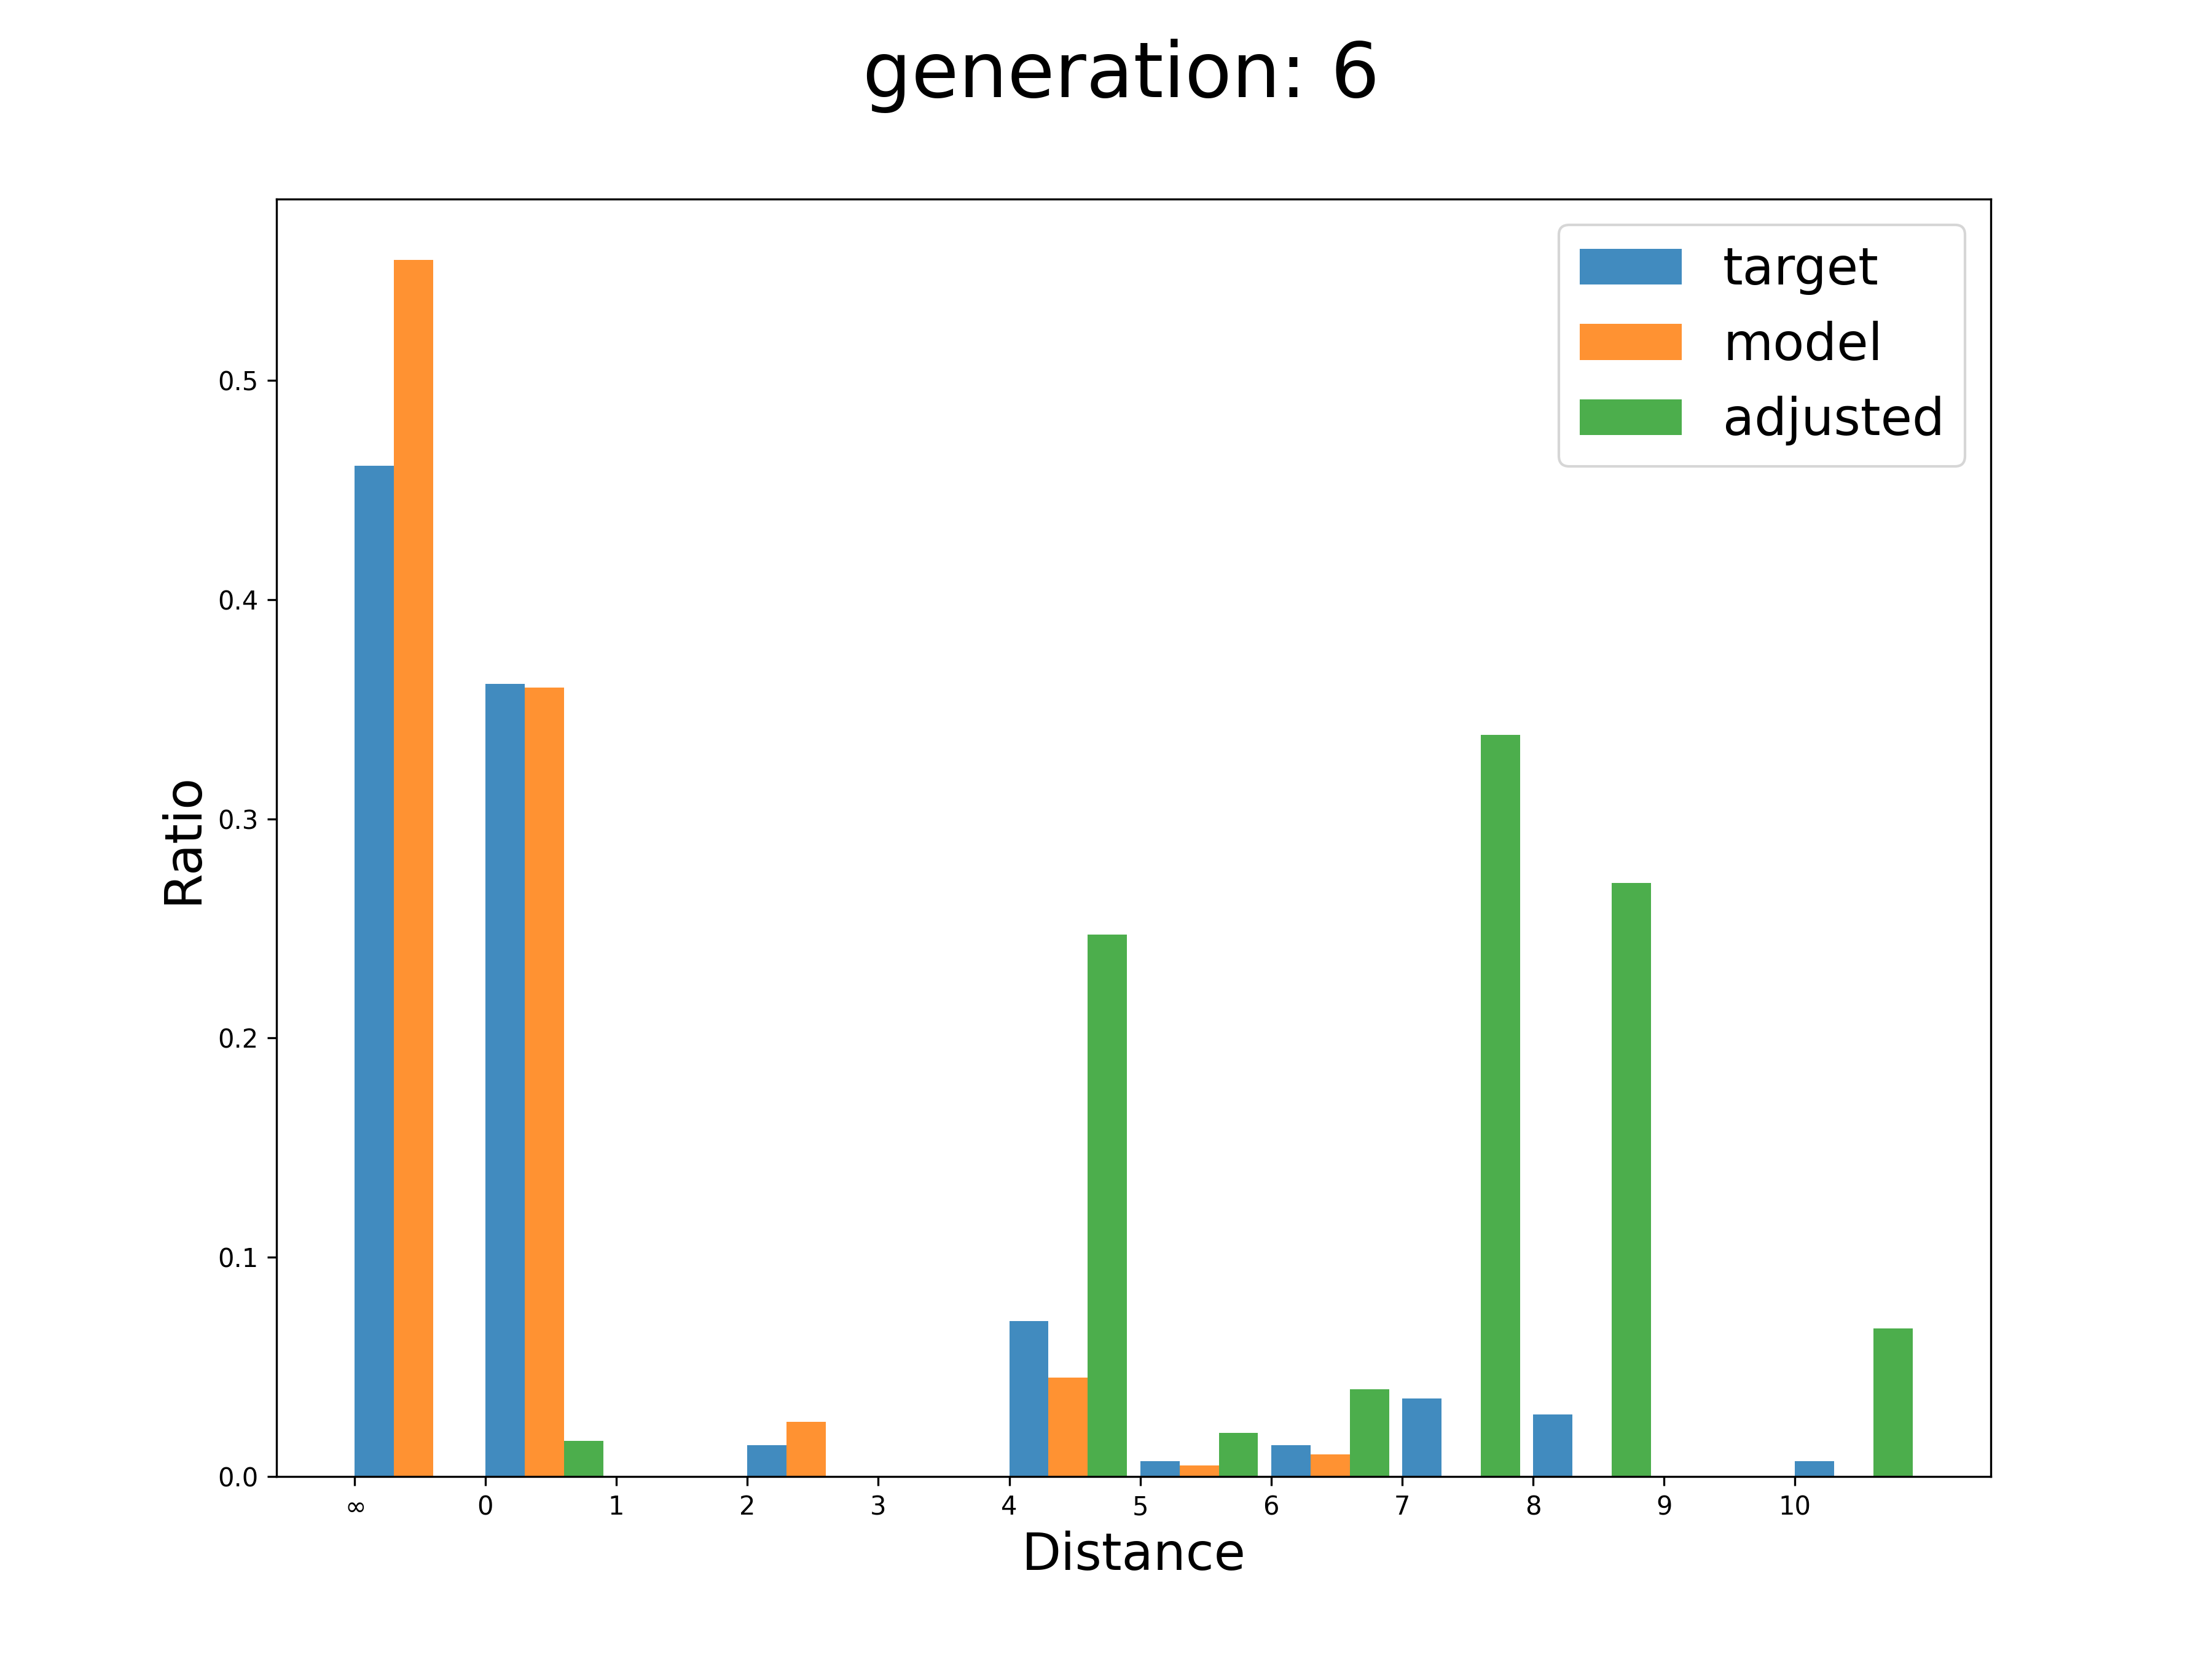 generation: 6
target
model
adjusted
Ratio
0.5
0.4
0.3
0.2
0.1
0.0
∞ 0 1 2 3 4 5 6 7 8 9 10
Distance